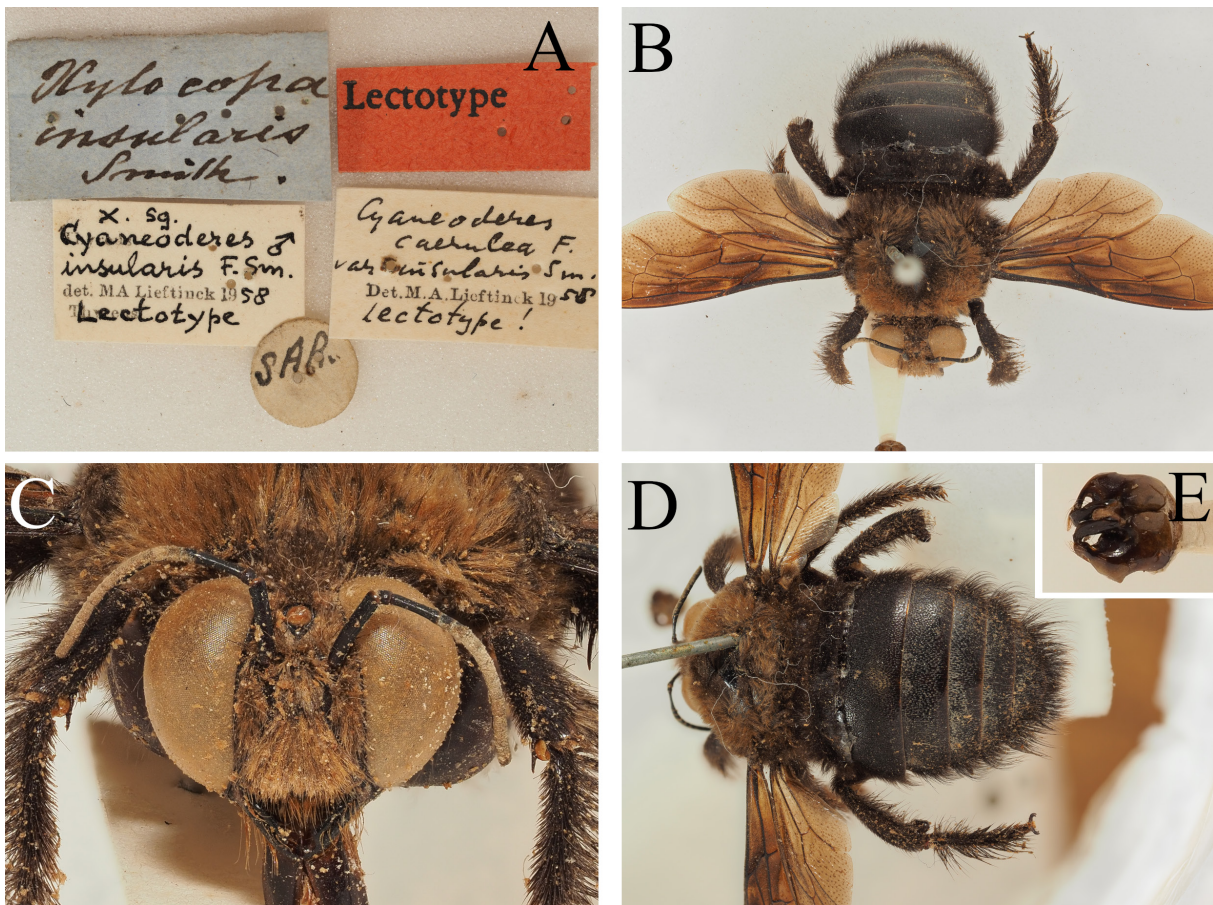 A
Xylocopa
insularis
Smith.
Lectotype
X. sg.
Cyaneoderes ♂
insularis F. Sm.
det. MA Lieftinck 1958
Lectotype
Cyaneoderes
caerulea F.
var. insularis Sm.
Det. M.A. Lieftinck 1958
lectotype!
SAR.
B
C
D
E